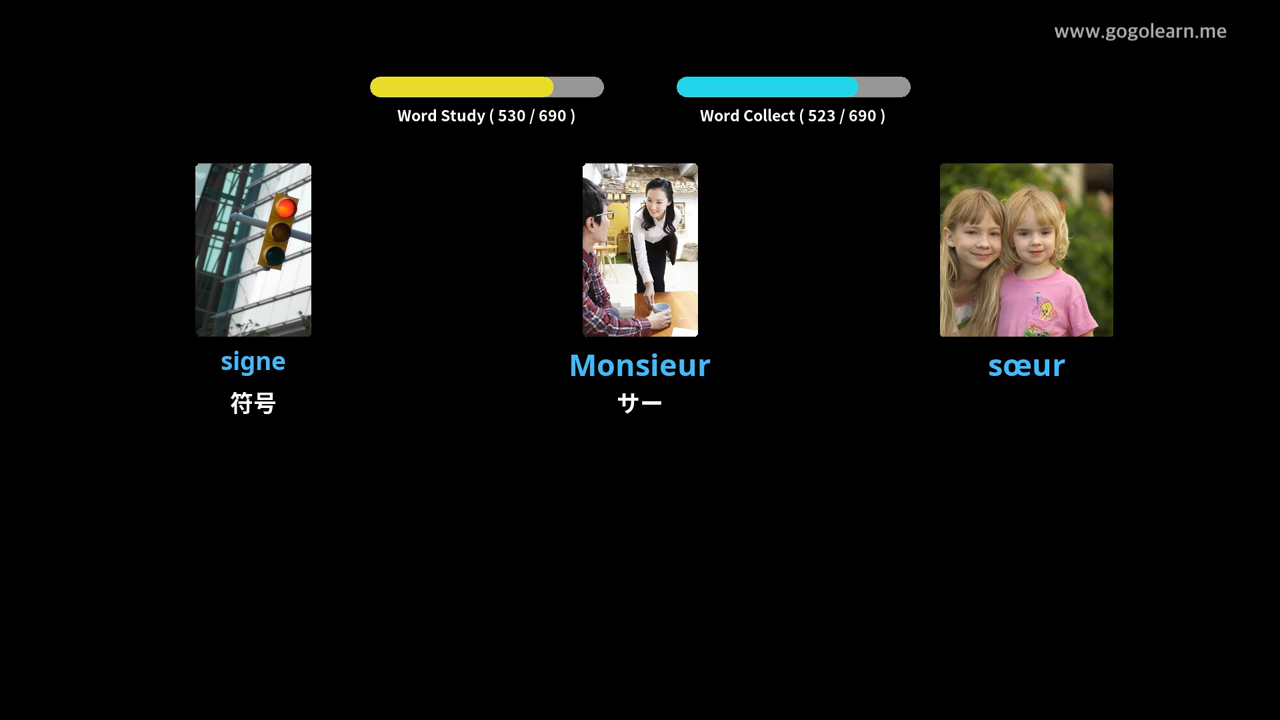 www.gogolearn.me
Word Study ( 530 / 690 )
Word Collect ( 523 / 690 )
signe
Monsieur
sœur
符号
サー